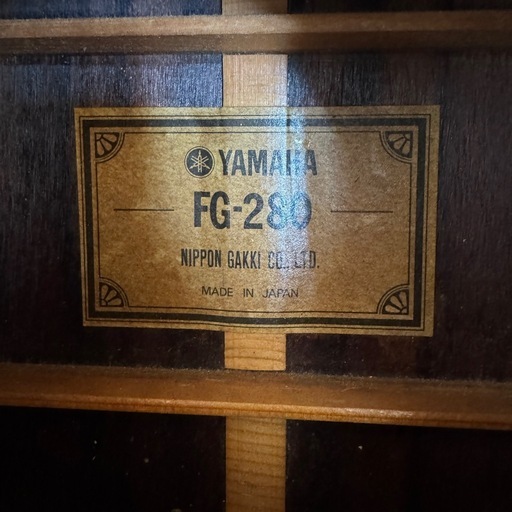 YAMAHA
FG-280
NIPPON GAKKI CO., LTD.
MADE IN JAPAN